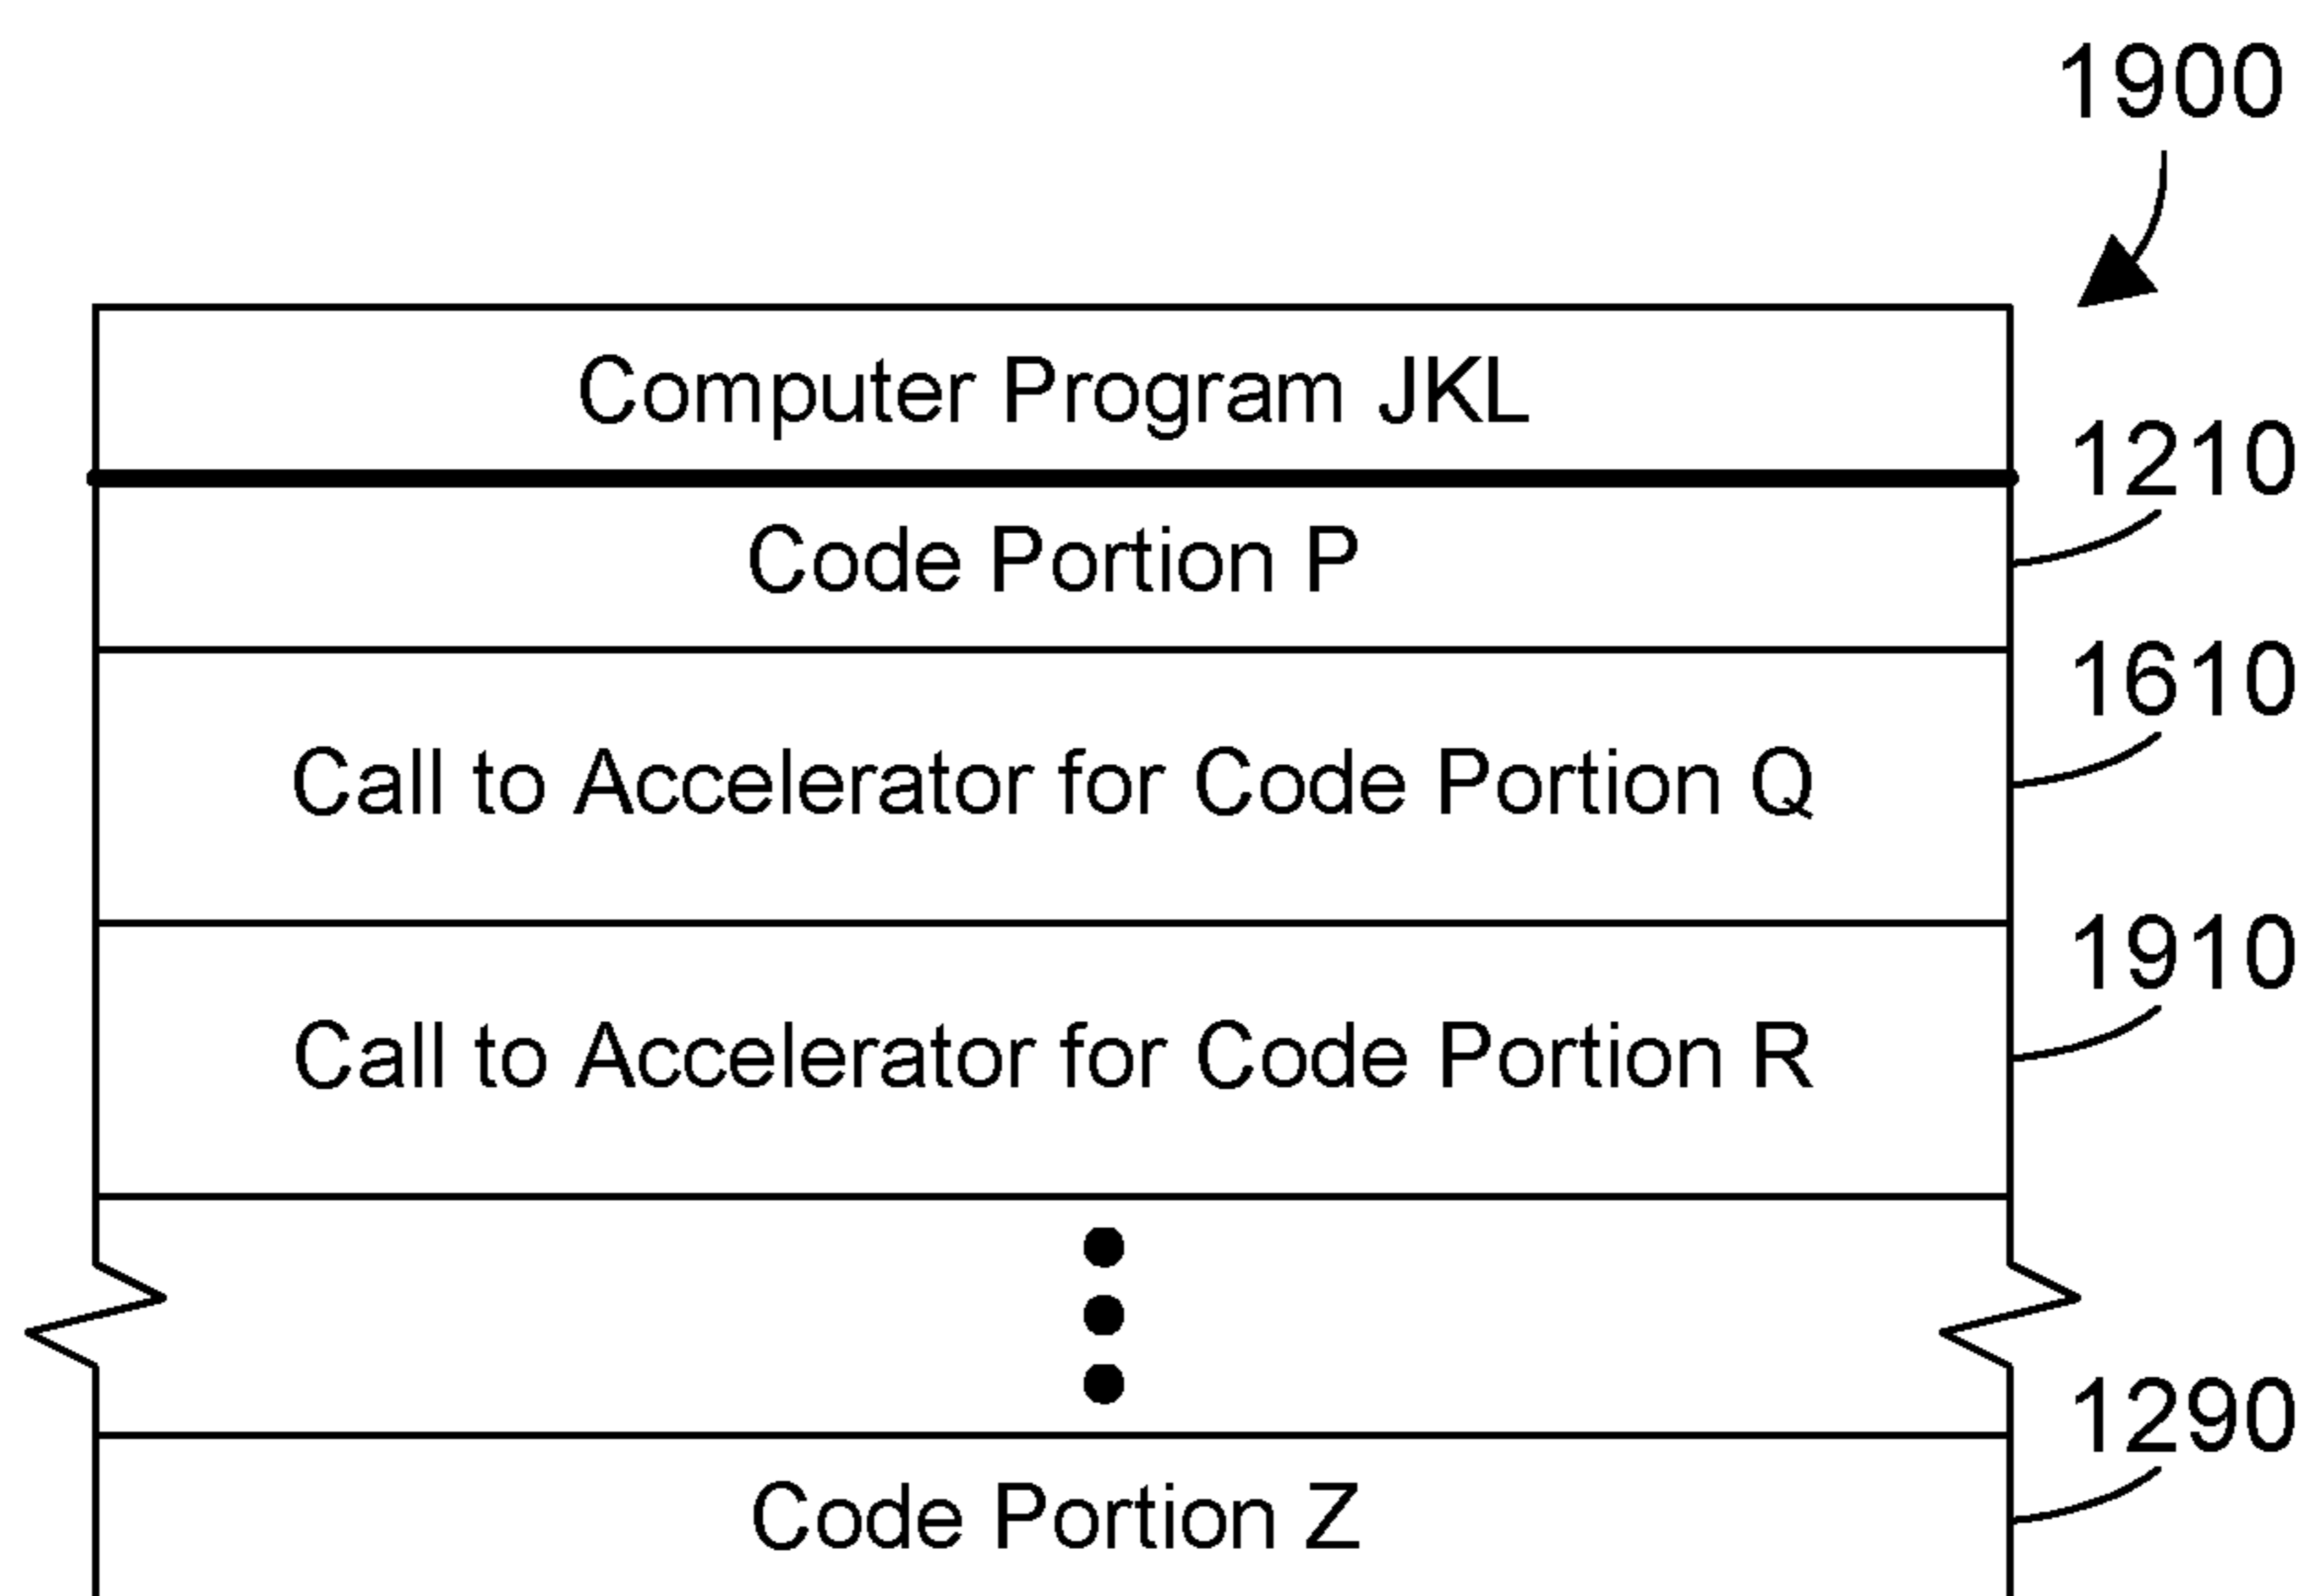 1900
Computer Program JKL
1210
Code Portion P
1610
Call to Accelerator for Code Portion Q
1910
Call to Accelerator for Code Portion R
1290
Code Portion Z